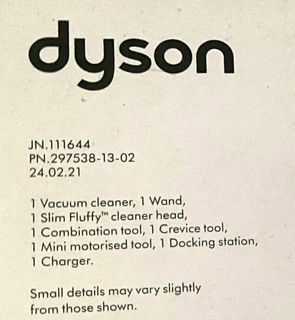 dyson
JN.111644
PN.297538-13-02
24.02.21
1 Vacuum cleaner, 1 Wand,
1 Slim Fluffy™ cleaner head,
1 Combination tool, 1 Crevice tool,
1 Mini motorised tool, 1 Docking station,
1 Charger.
Small details may vary slightly
from those shown.